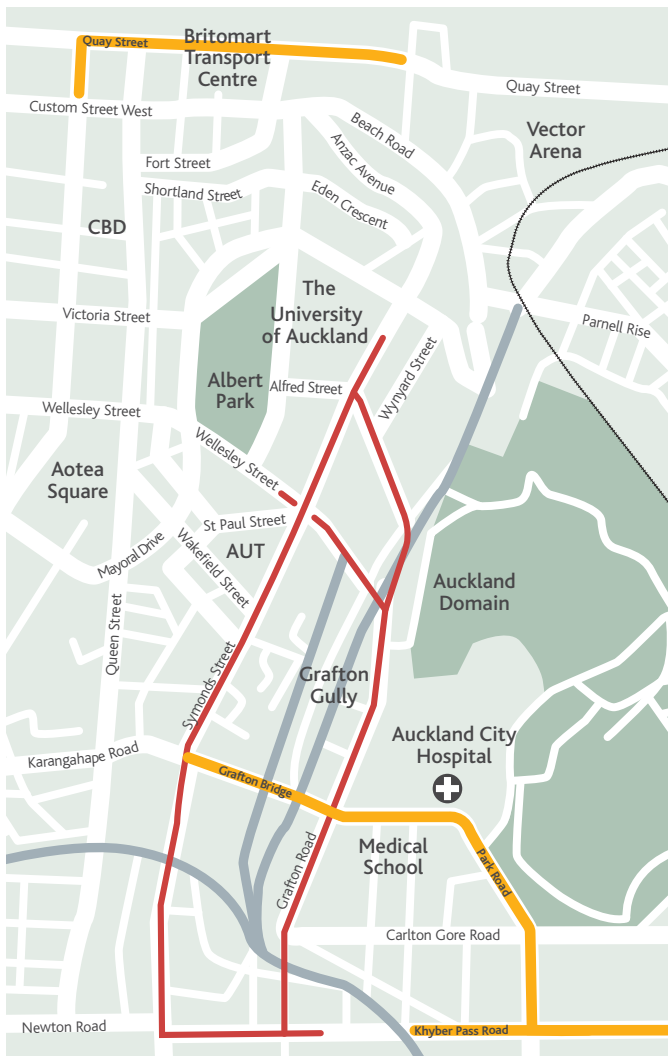 Quay Street
Britomart
Transport
Centre
Quay Street
Custom Street West
Beach Road
Vector
Arena
Anzac Avenue
Fort Street
Shortland Street
Eden Crescent
CBD
The
University
of Auckland
Victoria Street
Parnell Rise
Wynyard Street
Albert
Park
Alfred Street
Wellesley Street
Wellesley Street
Aotea
Square
St Paul Street
AUT
Mayoral Drive
Wakefield Street
Auckland
Domain
Queen Street
Symonds Street
Grafton
Gully
Karangahape Road
Auckland City
Hospital
Grafton Bridge
Medical
School
Grafton Road
Park Road
Carlton Gore Road
Newton Road
Khyber Pass Road